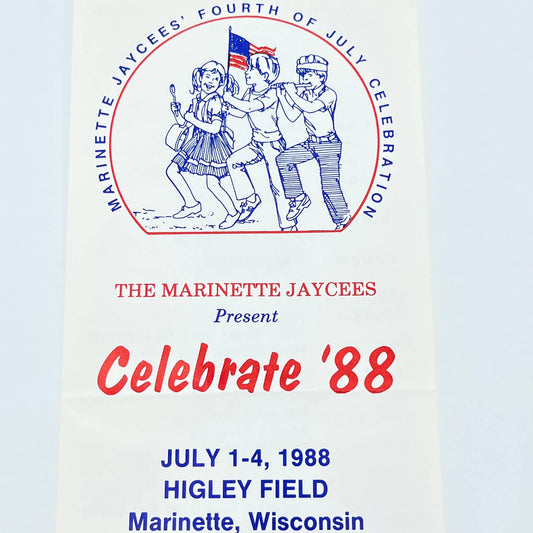 MARINETTE JAYCEES' FOURTH OF JULY CELEBRATION
THE MARINETTE JAYCEES
Present
Celebrate '88
JULY 1-4, 1988
HIGLEY FIELD
Marinette, Wisconsin